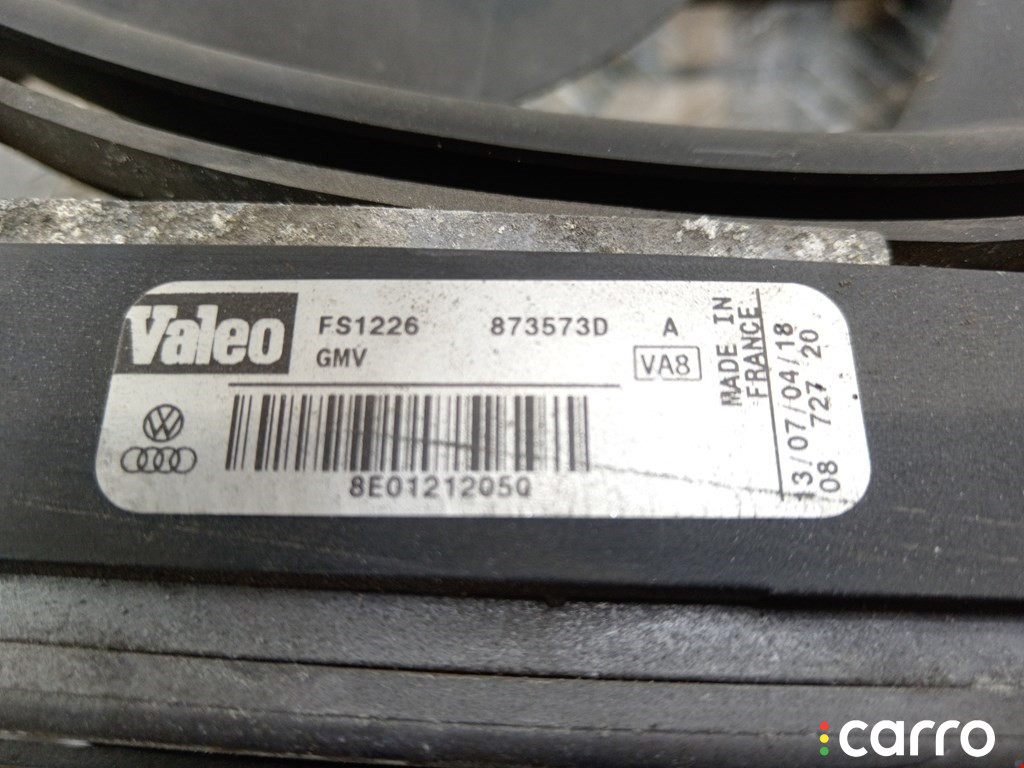 Valeo
FS1226 873573D A
GMV VA8
8E0121205Q
MADE IN
FRANCE
13/07/04/18
08 727 20
carro